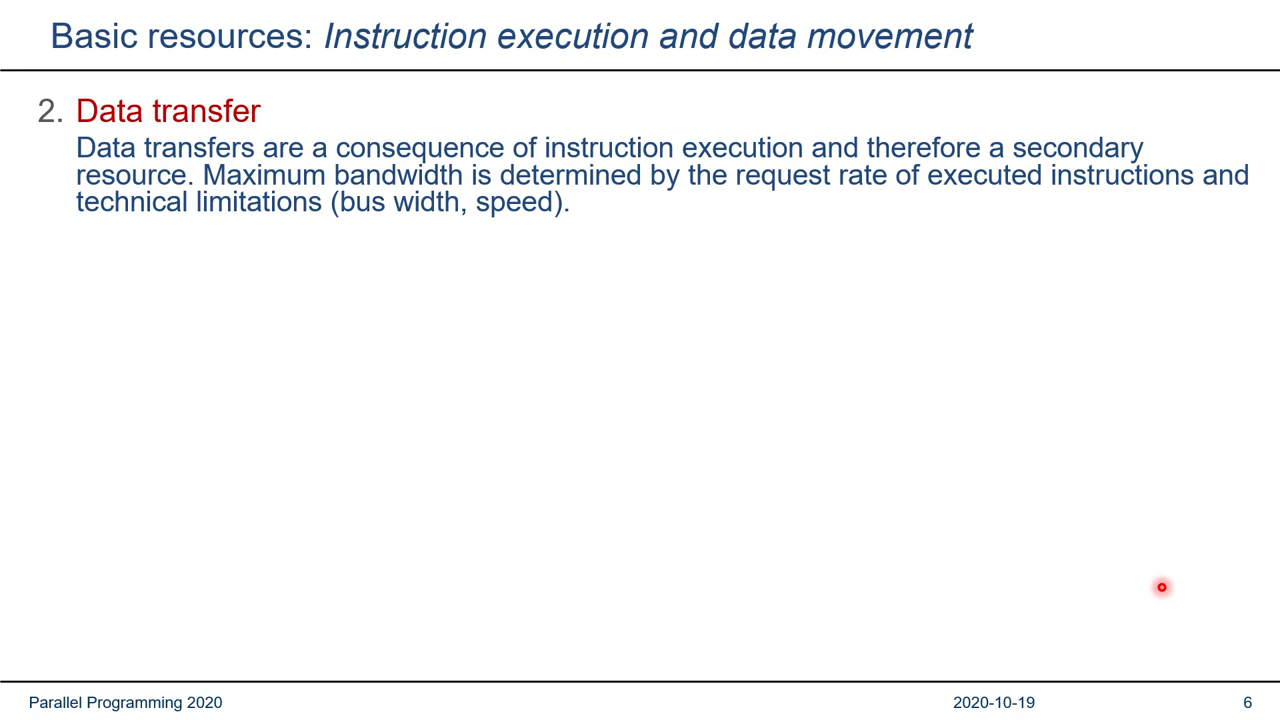 Basic resources: Instruction execution and data movement
2. Data transfer
Data transfers are a consequence of instruction execution and therefore a secondary
resource. Maximum bandwidth is determined by the request rate of executed instructions and
technical limitations (bus width, speed).
Parallel Programming 2020
2020-10-19
6